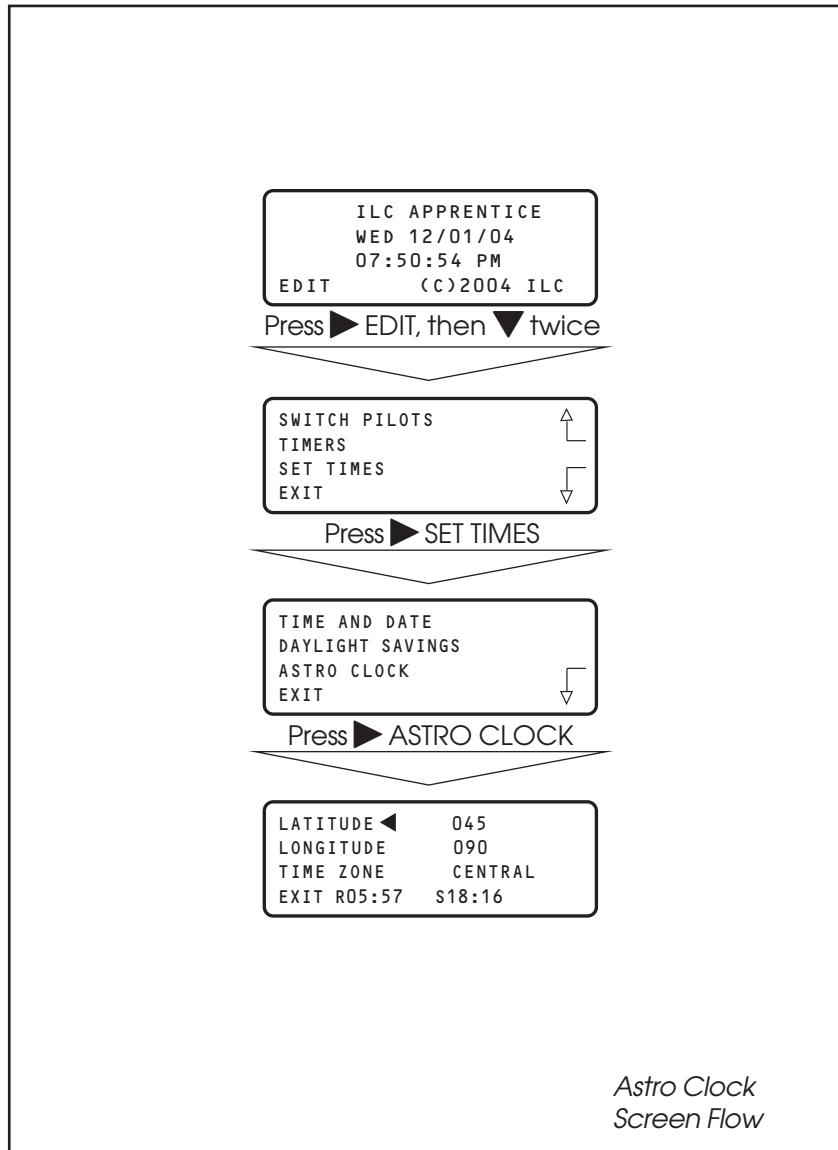 ILC APPRENTICE
WED 12/01/04
07:50:54 PM
EDIT (C)2004 ILC
Press ▶ EDIT, then ▼ twice
SWITCH PILOTS
TIMERS
SET TIMES
EXIT
Press ▶ SET TIMES
TIME AND DATE
DAYLIGHT SAVINGS
ASTRO CLOCK
EXIT
Press ▶ ASTRO CLOCK
LATITUDE ◀ 045
LONGITUDE 090
TIME ZONE CENTRAL
EXIT R05:57 S18:16
Astro Clock
Screen Flow